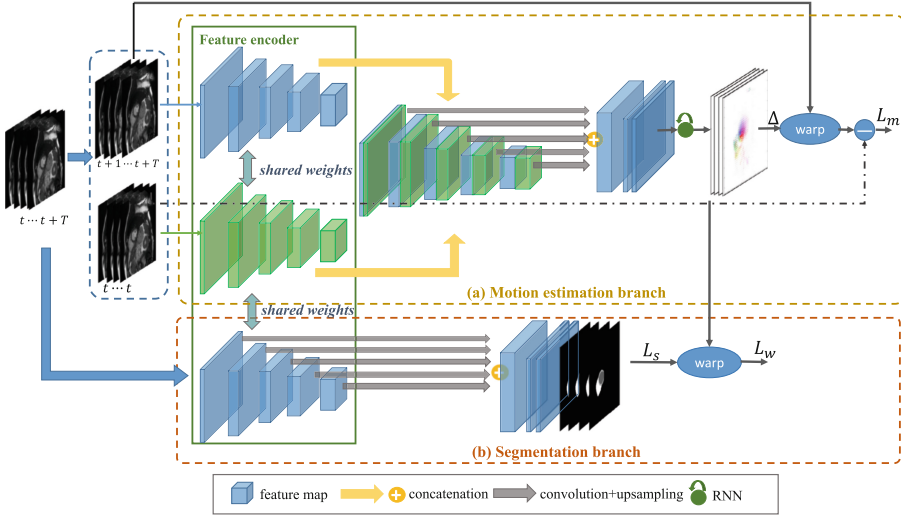 Feature encoder
t + 1 ⋯ t + T
t ⋯ t + T
t ⋯ t
shared weights
Δ
warp
L_m
(a) Motion estimation branch
shared weights
L_s
warp
L_w
(b) Segmentation branch
feature map
concatenation
convolution+upsampling
RNN